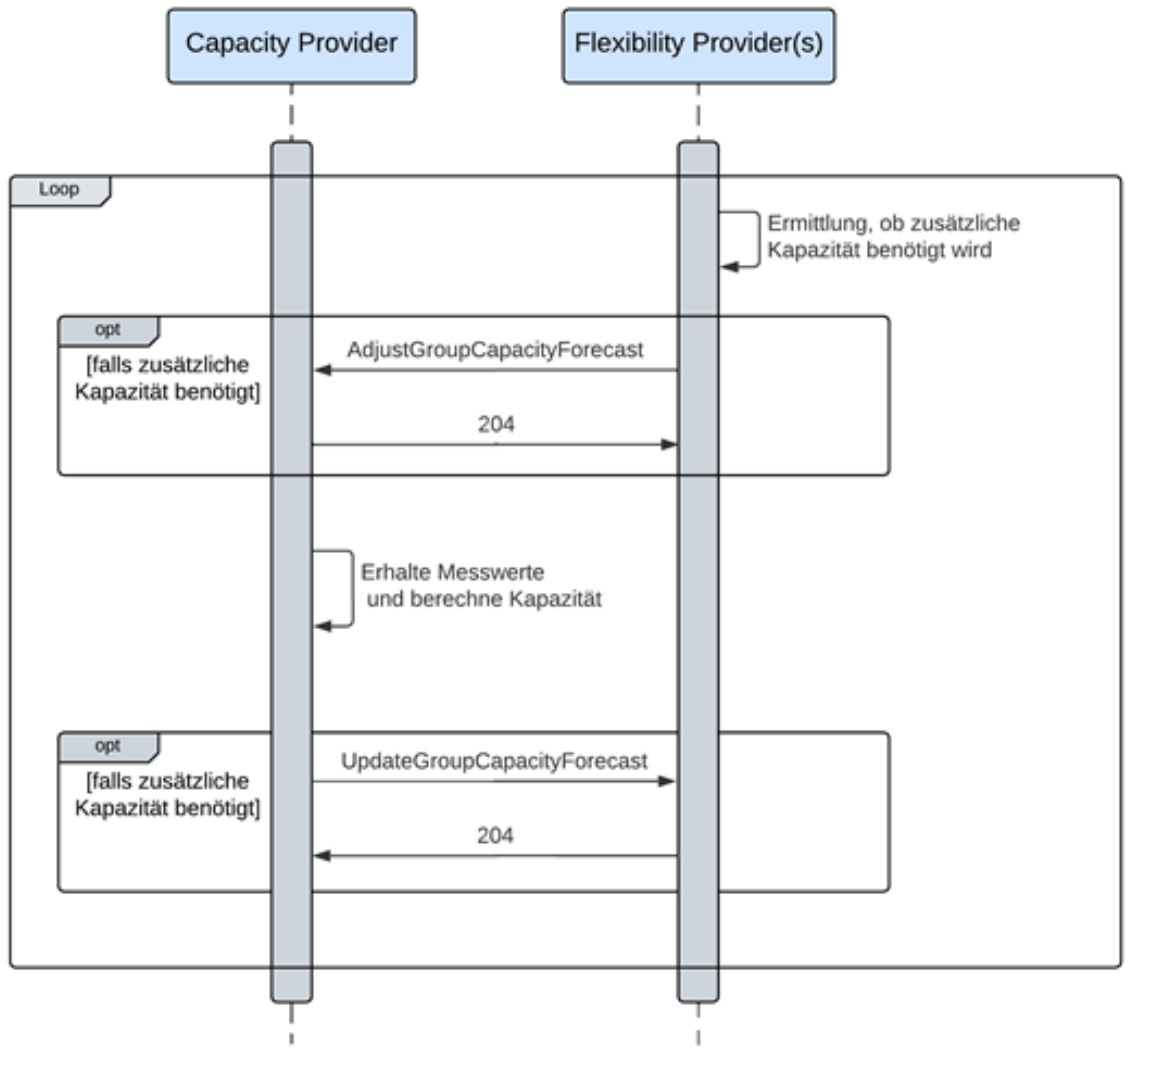 Capacity Provider
Flexibility Provider(s)
Loop
Ermittlung, ob zusätzliche
Kapazität benötigt wird
opt
[falls zusätzliche
Kapazität benötigt]
AdjustGroupCapacityForecast
204
Erhalte Messwerte
und berechne Kapazität
opt
[falls zusätzliche
Kapazität benötigt]
UpdateGroupCapacityForecast
204